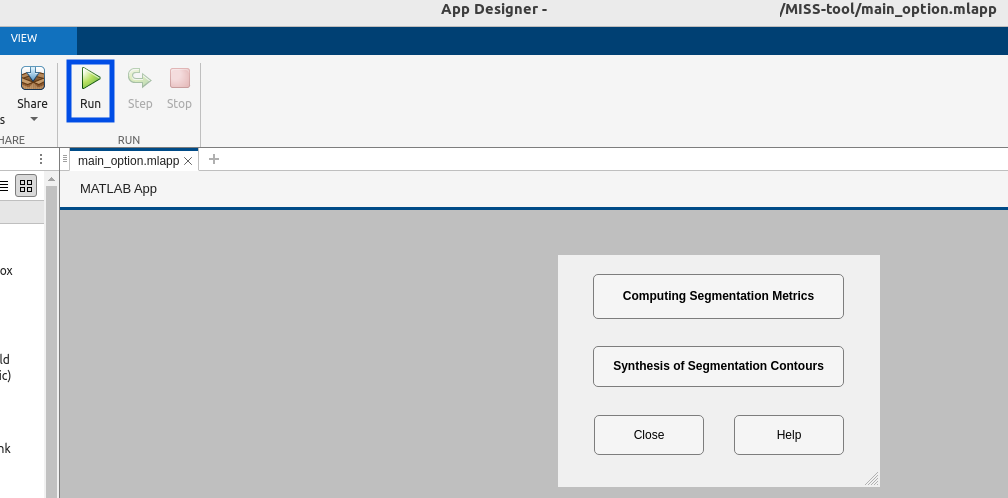 App Designer - /MISS-tool/main_option.mlapp
VIEW
Share Run Step Stop
s
HARE RUN
main_option.mlapp
MATLAB App
ox
Computing Segmentation Metrics
ld
Synthesis of Segmentation Contours
ic)
Close Help
nk